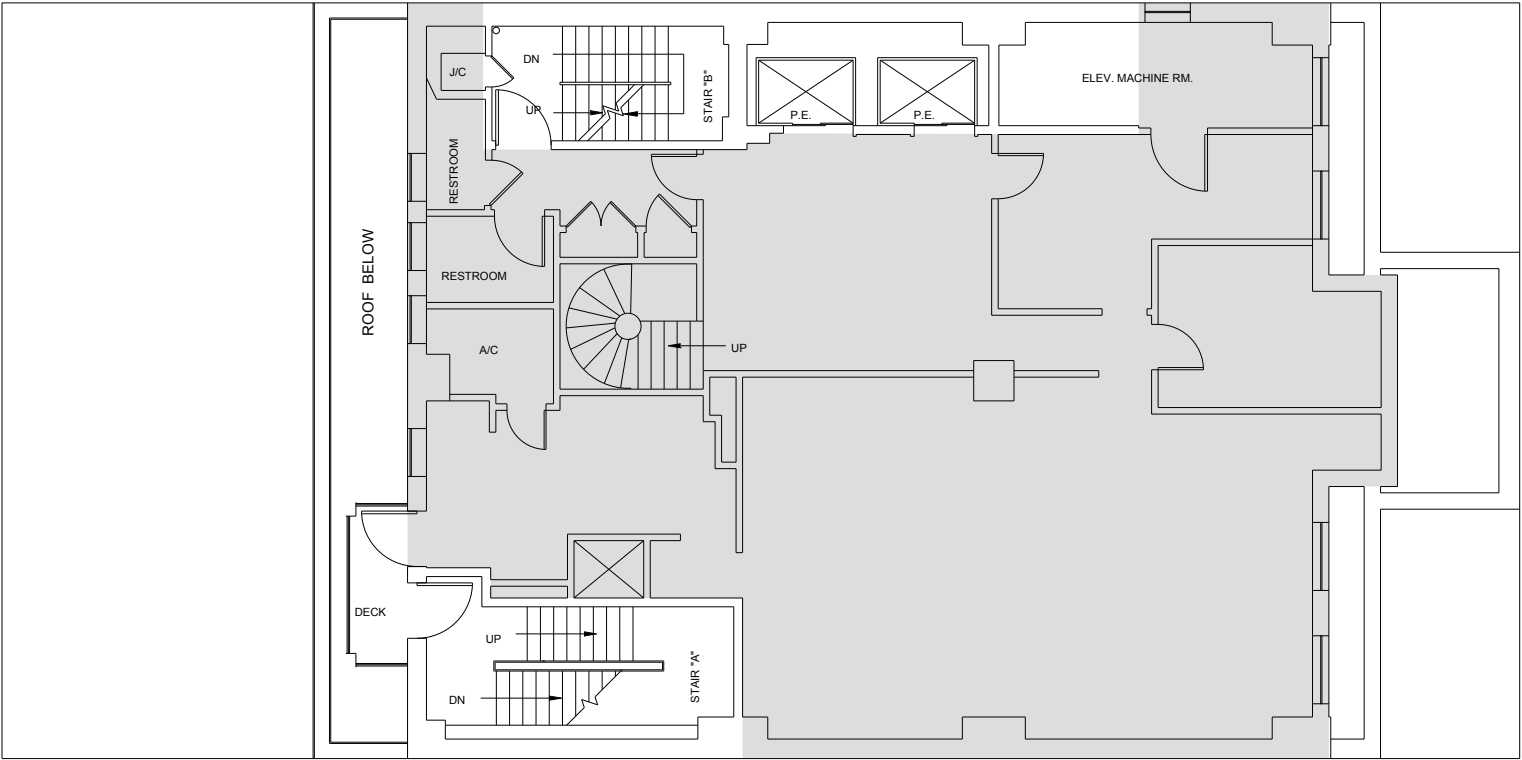 DN
J/C
UP
STAIR "B"
P.E.
P.E.
ELEV. MACHINE RM.
RESTROOM
ROOF BELOW
RESTROOM
A/C
UP
DECK
UP
DN
STAIR "A"